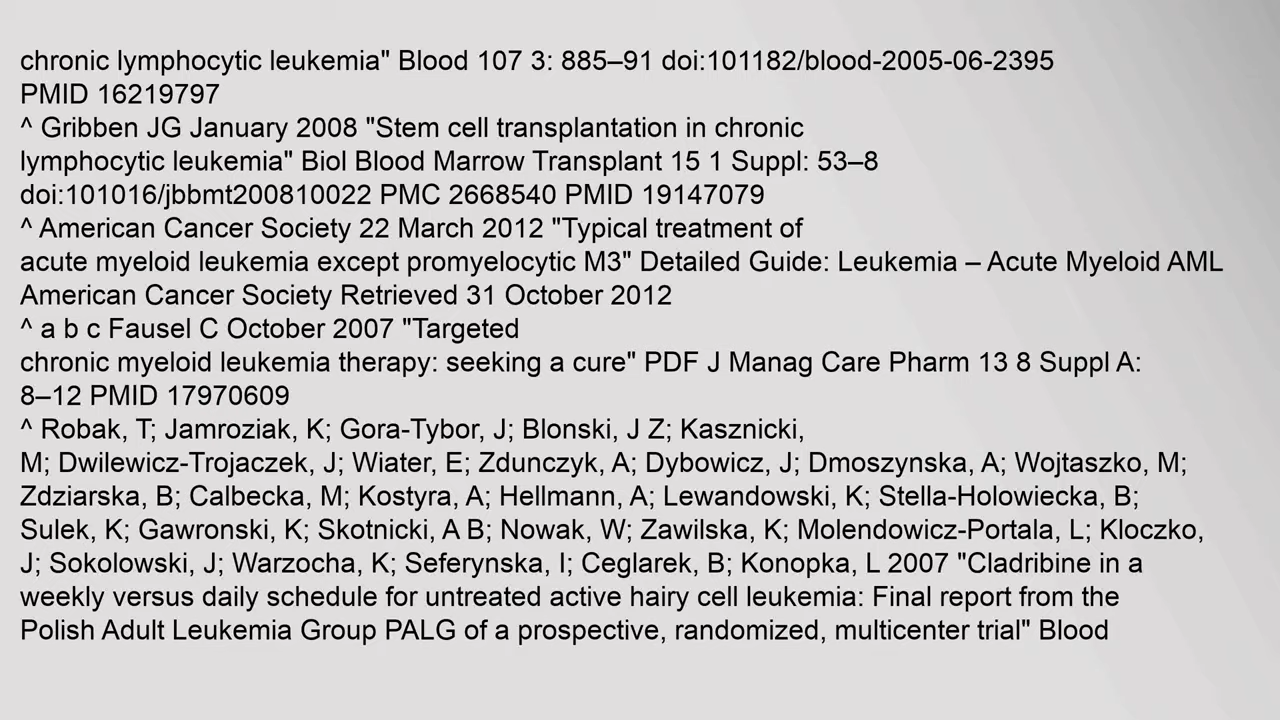 chronic lymphocytic leukemia" Blood 107 3: 885–91 doi:101182/blood-2005-06-2395
PMID 16219797
^ Gribben JG January 2008 "Stem cell transplantation in chronic
lymphocytic leukemia" Biol Blood Marrow Transplant 15 1 Suppl: 53–8
doi:101016/jbbmt200810022 PMC 2668540 PMID 19147079
^ American Cancer Society 22 March 2012 "Typical treatment of
acute myeloid leukemia except promyelocytic M3" Detailed Guide: Leukemia – Acute Myeloid AML
American Cancer Society Retrieved 31 October 2012
^ a b c Fausel C October 2007 "Targeted
chronic myeloid leukemia therapy: seeking a cure" PDF J Manag Care Pharm 13 8 Suppl A:
8–12 PMID 17970609
^ Robak, T; Jamroziak, K; Gora-Tybor, J; Blonski, J Z; Kasznicki,
M; Dwilewicz-Trojaczek, J; Wiater, E; Zdunczyk, A; Dybowicz, J; Dmoszynska, A; Wojtaszko, M;
Zdziarska, B; Calbecka, M; Kostyra, A; Hellmann, A; Lewandowski, K; Stella-Holowiecka, B;
Sulek, K; Gawronski, K; Skotnicki, A B; Nowak, W; Zawilska, K; Molendowicz-Portala, L; Kloczko,
J; Sokolowski, J; Warzocha, K; Seferynska, I; Ceglarek, B; Konopka, L 2007 "Cladribine in a
weekly versus daily schedule for untreated active hairy cell leukemia: Final report from the
Polish Adult Leukemia Group PALG of a prospective, randomized, multicenter trial" Blood